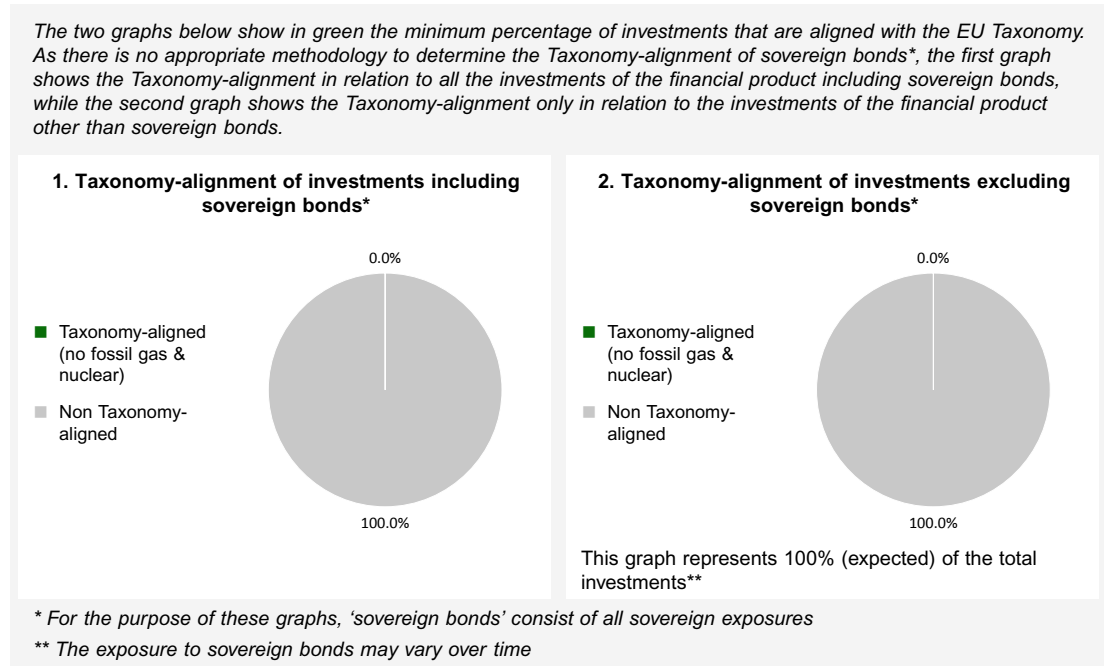 The two graphs below show in green the minimum percentage of investments that are aligned with the EU Taxonomy.
As there is no appropriate methodology to determine the Taxonomy-alignment of sovereign bonds*, the first graph
shows the Taxonomy-alignment in relation to all the investments of the financial product including sovereign bonds,
while the second graph shows the Taxonomy-alignment only in relation to the investments of the financial product
other than sovereign bonds.
1. Taxonomy-alignment of investments including
sovereign bonds*
0.0%
Taxonomy-aligned
(no fossil gas &
nuclear)
Non Taxonomy-
aligned
100.0%
2. Taxonomy-alignment of investments excluding
sovereign bonds*
0.0%
Taxonomy-aligned
(no fossil gas &
nuclear)
Non Taxonomy-
aligned
100.0%
This graph represents 100% (expected) of the total
investments**
* For the purpose of these graphs, ‘sovereign bonds’ consist of all sovereign exposures
** The exposure to sovereign bonds may vary over time